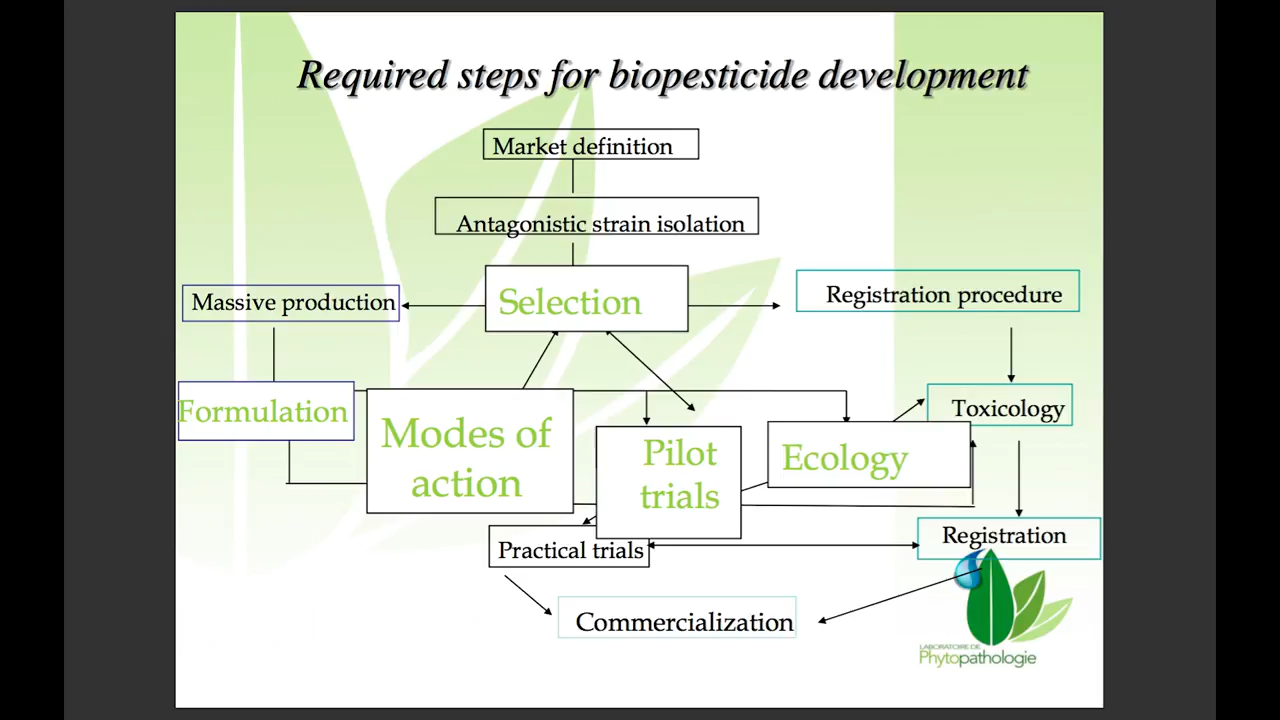 Required steps for biopesticide development
Market definition
Antagonistic strain isolation
Massive production
Selection
Registration procedure
Formulation
Modes of
action
Pilot
trials
Ecology
Toxicology
Practical trials
Registration
Commercialization
LABORATOIRE DE
Phytopathologie